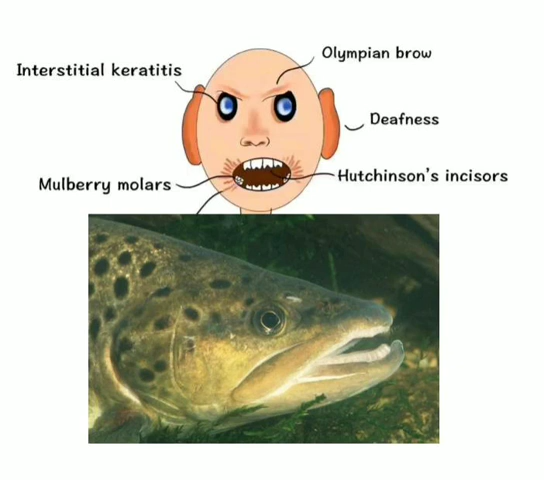 Olympian brow
Interstitial keratitis
Deafness
Mulberry molars
Hutchinson's incisors